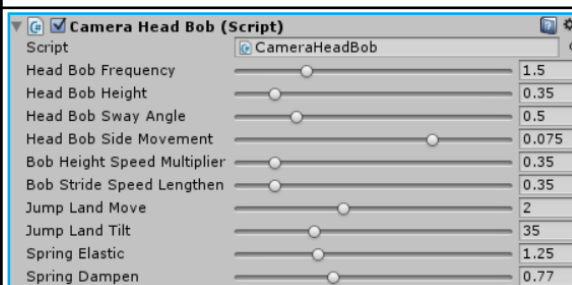 Camera Head Bob (Script)
Script CameraHeadBob
Head Bob Frequency 1.5
Head Bob Height 0.35
Head Bob Sway Angle 0.5
Head Bob Side Movement 0.075
Bob Height Speed Multiplier 0.35
Bob Stride Speed Lengthen 0.35
Jump Land Move 2
Jump Land Tilt 35
Spring Elastic 1.25
Spring Dampen 0.77